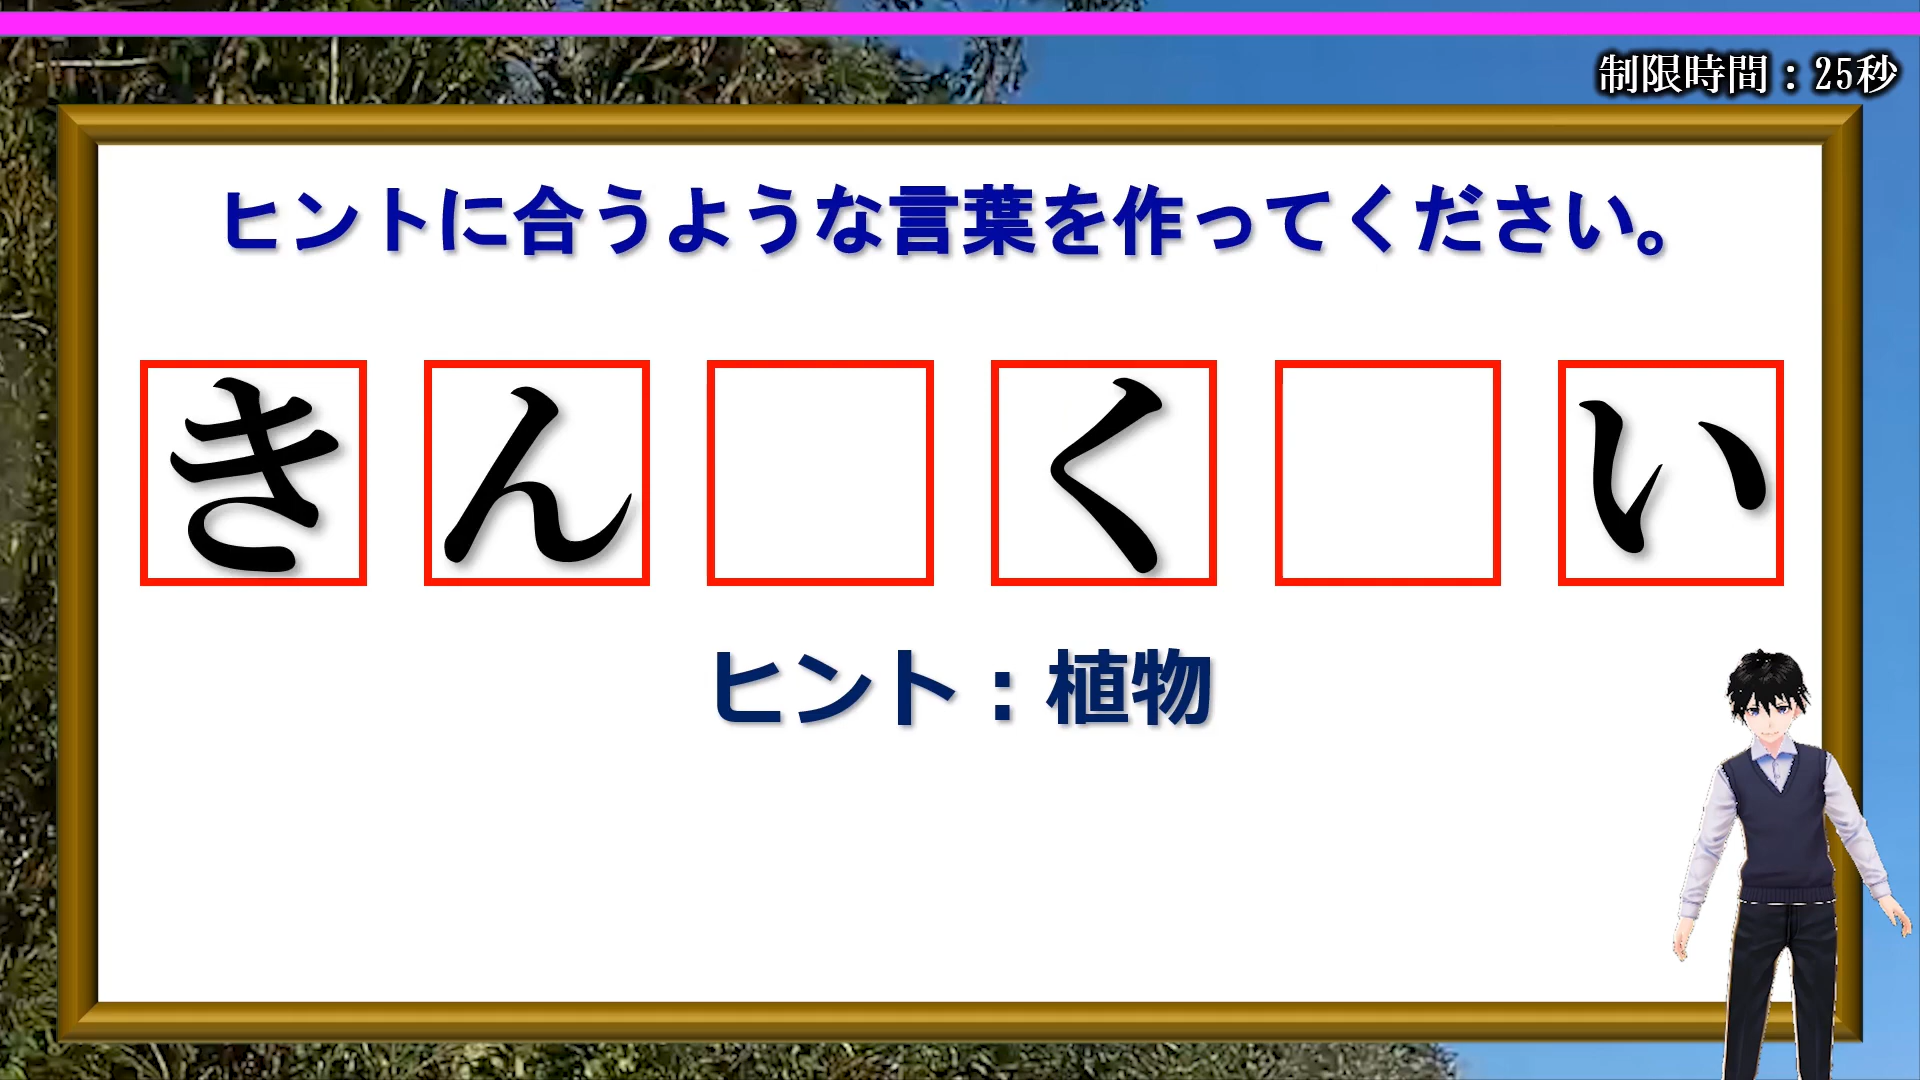 制限時間：25秒
ヒントに合うような言葉を作ってください。
きん くい
ヒント：植物